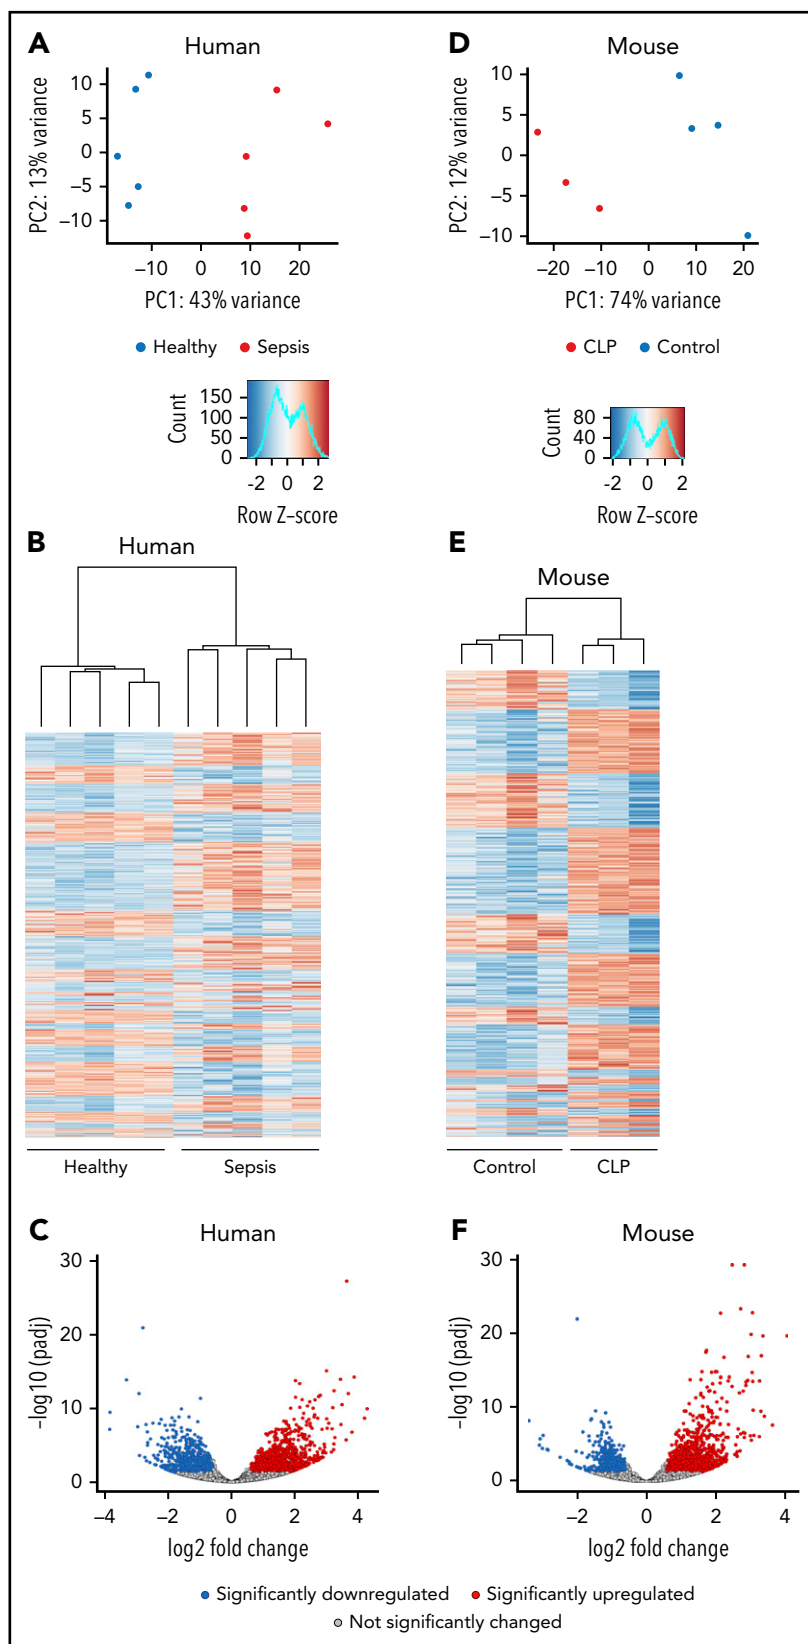 A
Human
PC2: 13% variance
10
5
0
−5
−10
−10
0
10
20
PC1: 43% variance
Healthy
Sepsis
Count
150
100
50
0
-2
0
2
Row Z–score
D
Mouse
PC2: 12% variance
10
5
0
−5
−10
−20
−10
0
10
20
PC1: 74% variance
CLP
Control
Count
80
40
0
-2
0
2
Row Z–score
B
Human
Healthy
Sepsis
E
Mouse
Control
CLP
C
Human
−log10 (padj)
30
20
10
0
−4
−2
0
2
4
log2 fold change
F
Mouse
−log10 (padj)
30
20
10
0
−2
0
2
4
log2 fold change
Significantly downregulated
Significantly upregulated
Not significantly changed